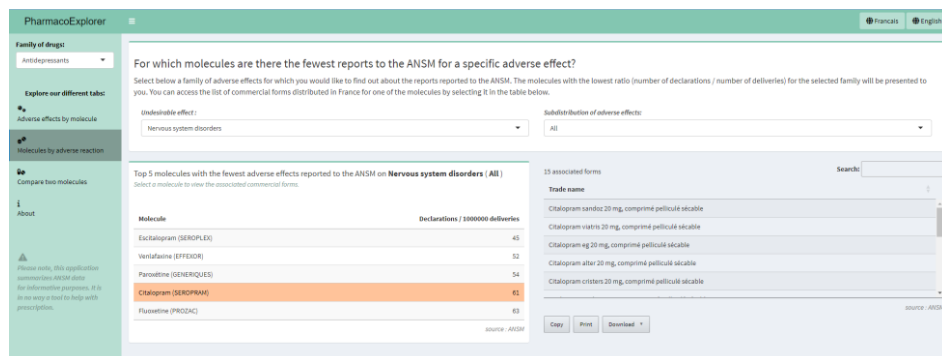 PharmacoExplorer
Francais
English
Family of drugs:
Antidepressants
Explore our different tabs:
Adverse effects by molecule
Molecules by adverse reaction
Compare two molecules
About
Please note, this application
summarizes ANSM data
for informative purposes. It is
in no way a tool to help with
prescription.
For which molecules are there the fewest reports to the ANSM for a specific adverse effect?
Select below a family of adverse effects for which you would like to find out about the reports reported to the ANSM. The molecules with the lowest ratio (number of declarations / number of deliveries) for the selected family will be presented to
you. You can access the list of commercial forms distributed in France for one of the molecules by selecting it in the table
below.
Undesirable effect :
Nervous system disorders
Subdistribution of adverse effects:
All
Top 5 molecules with the fewest adverse effects reported to the ANSM on Nervous system disorders ( All )
Select a molecule to view the associated commercial forms.
Molecule Declarations / 1000000 deliveries
Escitalopram (SEROPLEX) 45
Venlafaxine (EFFEXOR) 52
Paroxétine (GENERIQUES) 54
Citalopram (SEROPRAM) 61
Fluoxetine (PROZAC) 63
source : ANSM
15 associated forms
Search:
Trade name
Citalopram sandoz 20 mg, comprimé pelliculé sécable
Citalopram viatris 20 mg, comprimé pelliculé sécable
Citalopram eg 20 mg, comprimé pelliculé sécable
Citalopram alter 20 mg, comprimé pelliculé sécable
Citalopram cristers 20 mg, comprimé pelliculé sécable
source : ANSM
Copy
Print
Download